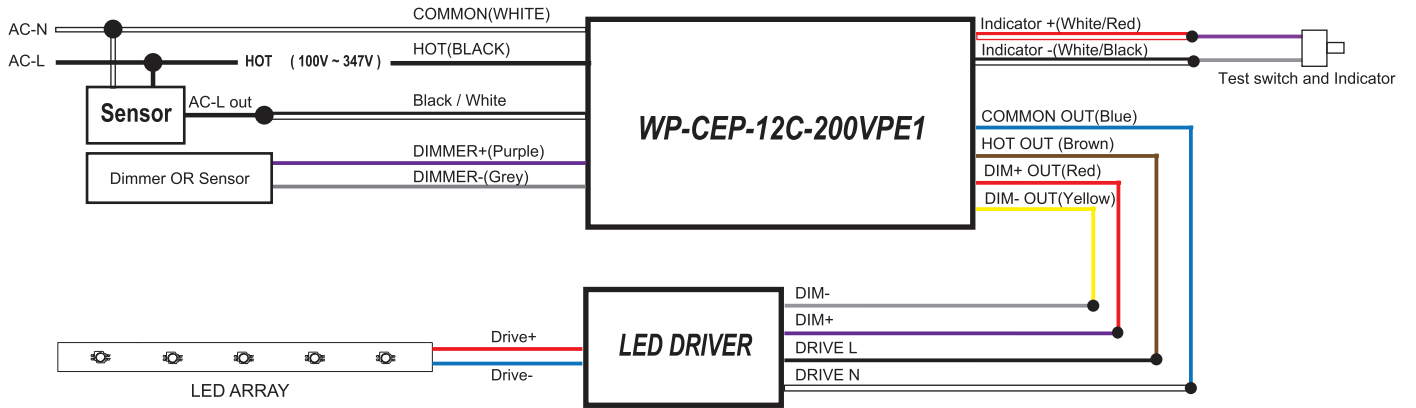 COMMON(WHITE)
AC-N
HOT(BLACK)
AC-L
HOT ( 100V ~ 347V )
Sensor
AC-L out
Black / White
DIMMER+(Purple)
DIMMER-(Grey)
Dimmer OR Sensor
WP-CEP-12C-200VPE1
Indicator +(White/Red)
Indicator -(White/Black)
Test switch and Indicator
COMMON OUT(Blue)
HOT OUT (Brown)
DIM+ OUT(Red)
DIM- OUT(Yellow)
DIM-
DIM+
DRIVE L
DRIVE N
LED DRIVER
Drive+
Drive-
LED ARRAY